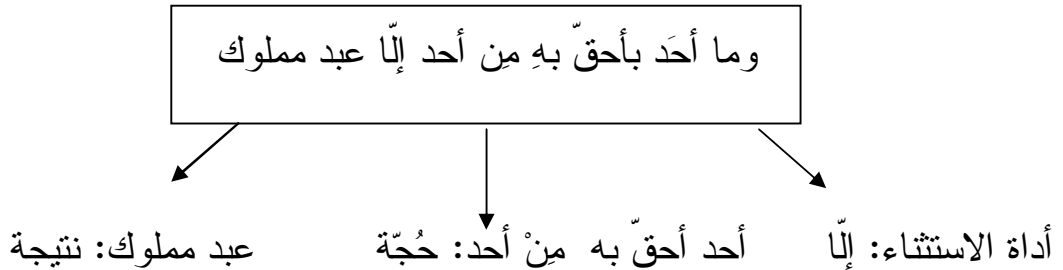 وما أحَد بأحقّ بهِ مِن أحد إلّا عبد مملوك
أداة الاستثناء: إلّا أحد أحقّ به مِنْ أحد: حُجّة عبد مملوك: نتيجة